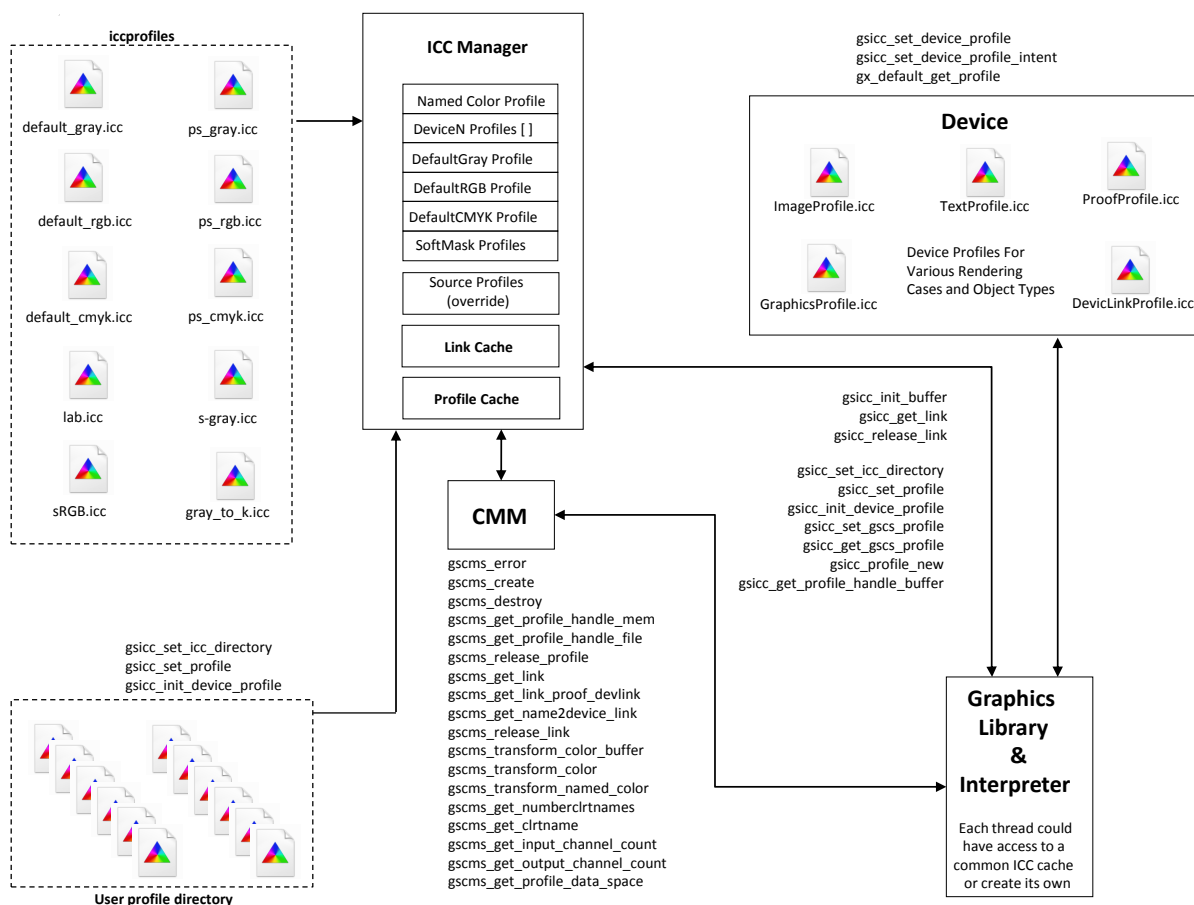 iccprofiles
default_gray.icc
ps_gray.icc
default_rgb.icc
ps_rgb.icc
default_cmyk.icc
ps_cmyk.icc
lab.icc
s-gray.icc
sRGB.icc
gray_to_k.icc
ICC Manager
Named Color Profile
DeviceN Profiles [ ]
DefaultGray Profile
DefaultRGB Profile
DefaultCMYK Profile
SoftMask Profiles
Source Profiles
(override)
Link Cache
Profile Cache
gsicc_set_device_profile
gsicc_set_device_profile_intent
gx_default_get_profile
Device
ImageProfile.icc
TextProfile.icc
ProofProfile.icc
GraphicsProfile.icc
Device Profiles For
Various Rendering
Cases and Object Types
DevicLinkProfile.icc
gsicc_init_buffer
gsicc_get_link
gsicc_release_link
gsicc_set_icc_directory
gsicc_set_profile
gsicc_init_device_profile
gsicc_set_gscs_profile
gsicc_get_gscs_profile
gsicc_profile_new
gsicc_get_profile_handle_buffer
CMM
gscms_error
gscms_create
gscms_destroy
gscms_get_profile_handle_mem
gscms_get_profile_handle_file
gscms_release_profile
gscms_get_link
gscms_get_link_proof_devlink
gscms_get_name2device_link
gscms_release_link
gscms_transform_color_buffer
gscms_transform_color
gscms_transform_named_color
gscms_get_numberclrtnames
gscms_get_clrtname
gscms_get_input_channel_count
gscms_get_output_channel_count
gscms_get_profile_data_space
gsicc_set_icc_directory
gsicc_set_profile
gsicc_init_device_profile
User profile directory
Graphics
Library
&
Interpreter
Each thread could
have access to a
common ICC cache
or create its own